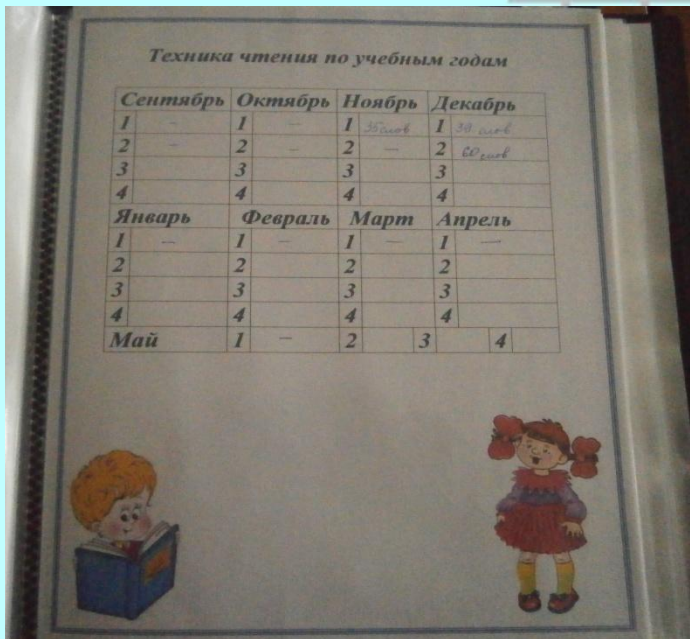 Техника чтения по учебным годам
Сентябрь Октябрь Ноябрь Декабрь
1 – 1 – 1 35 слов 1 39 слов
2 – 2 – 2 – 2 60 слов
3 3 3 3
4 4 4 4
Январь Февраль Март Апрель
1 – 1 – 1 – 1 –
2 2 2 2
3 3 3 3
4 4 4 4
Май 1 – 2 3 4